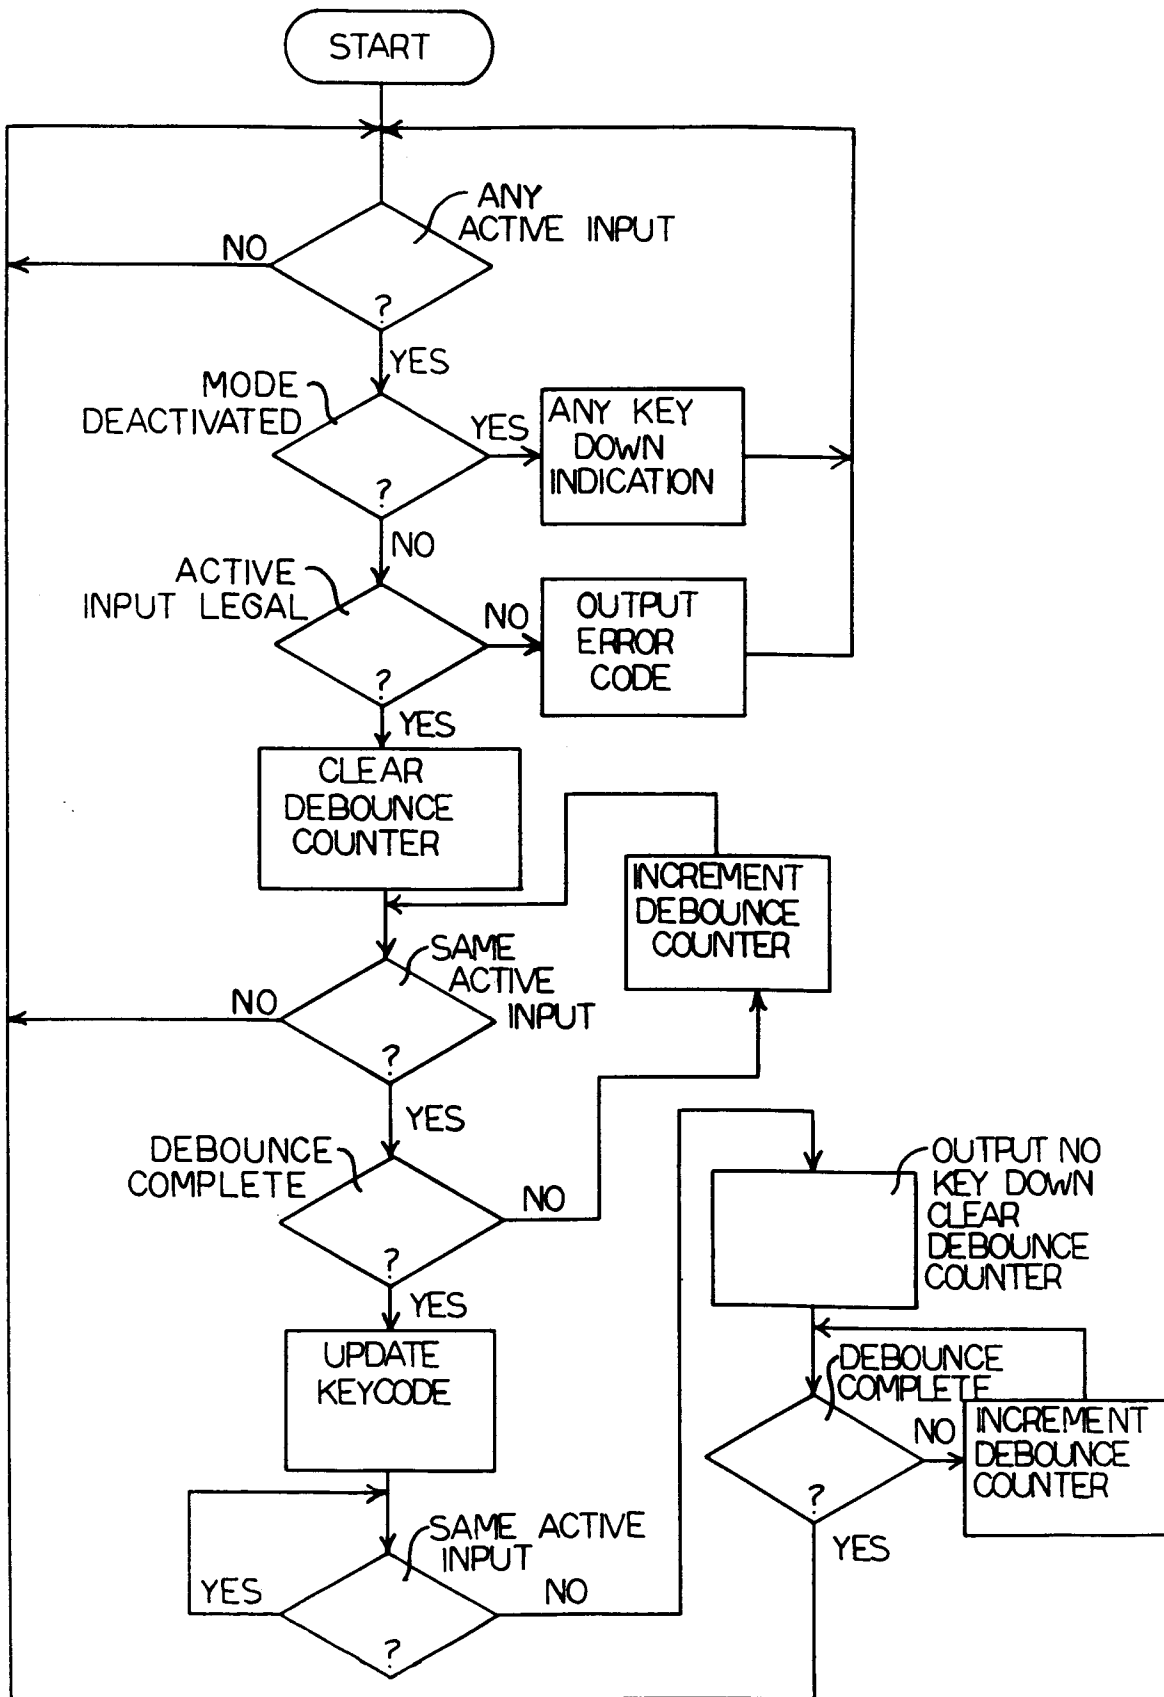 START
ANY
ACTIVE INPUT
NO
?
YES
MODE
DEACTIVATED
?
YES
ANY KEY
DOWN
INDICATION
NO
ACTIVE
INPUT LEGAL
?
NO
OUTPUT
ERROR
CODE
YES
CLEAR
DEBOUNCE
COUNTER
INCREMENT
DEBOUNCE
COUNTER
SAME
ACTIVE
INPUT
NO
?
YES
DEBOUNCE
COMPLETE
?
NO
YES
UPDATE
KEYCODE
SAME ACTIVE
INPUT
YES
?
NO
OUTPUT NO
KEY DOWN
CLEAR
DEBOUNCE
COUNTER
DEBOUNCE
COMPLETE
?
NO
INCREMENT
DEBOUNCE
COUNTER
YES